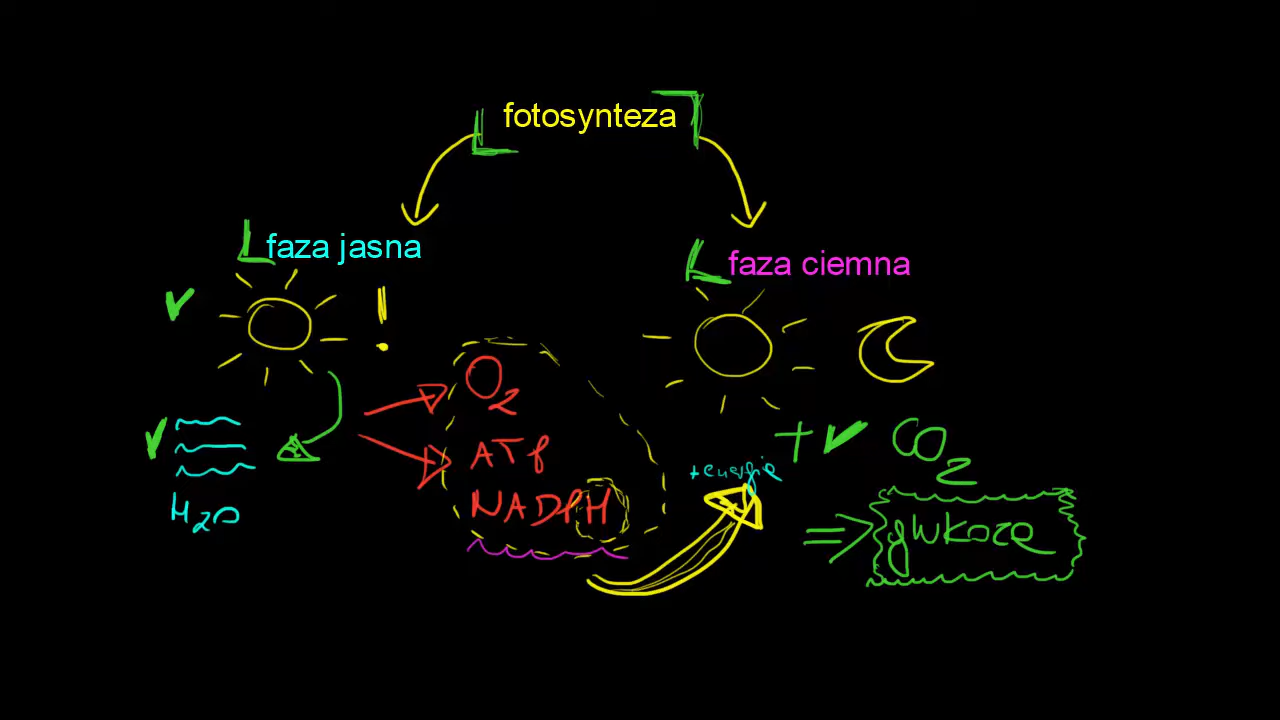 fotosynteza
faza jasna
faza ciemna
!
O2
ATP
NADPH
H2O
+ energia
+ CO2
=> glukoza